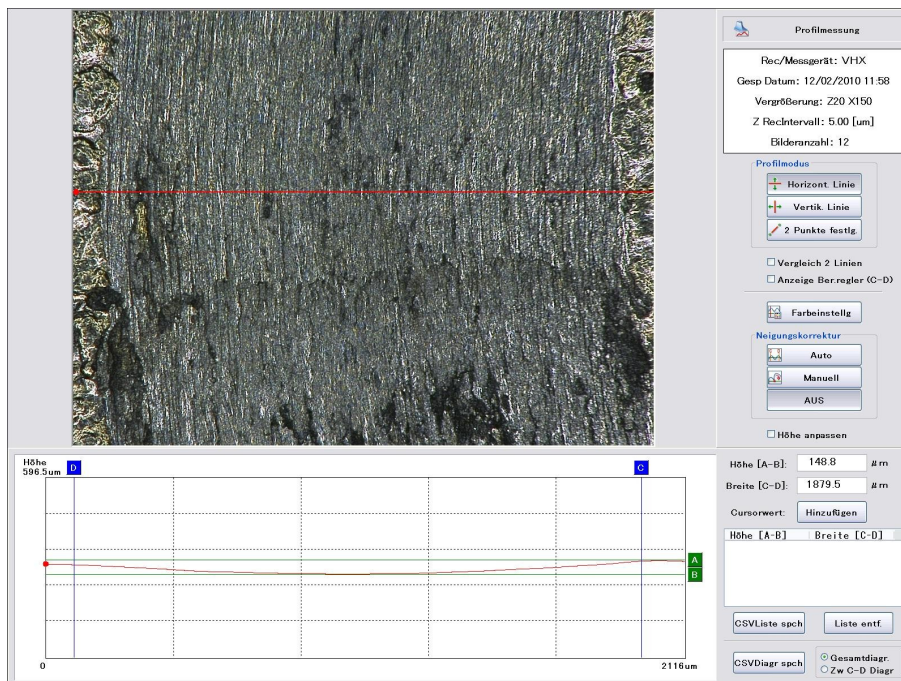 Profilmessung
Rec/Messgerät: VHX
Gesp Datum: 12/02/2010 11:58
Vergrößerung: Z20 X150
Z RecIntervall: 5.00 [um]
Bilderanzahl: 12
Profilmodus
Horizont. Linie
Vertik. Linie
2 Punkte festlg.
Vergleich 2 Linien
Anzeige Ber.regler (C-D)
Farbeinstellg
Neigungskorrektur
Auto
Manuell
AUS
Höhe anpassen
Höhe
596.5um
D
C
A
B
0
2116um
Höhe [A-B]: 148.8 μm
Breite [C-D]: 1879.5 μm
Cursorwert: Hinzufügen
Höhe [A-B] Breite [C-D]
CSVListe spch Liste entf.
CSVDiagr spch
Gesamtdiagr.
Zw C-D Diagr